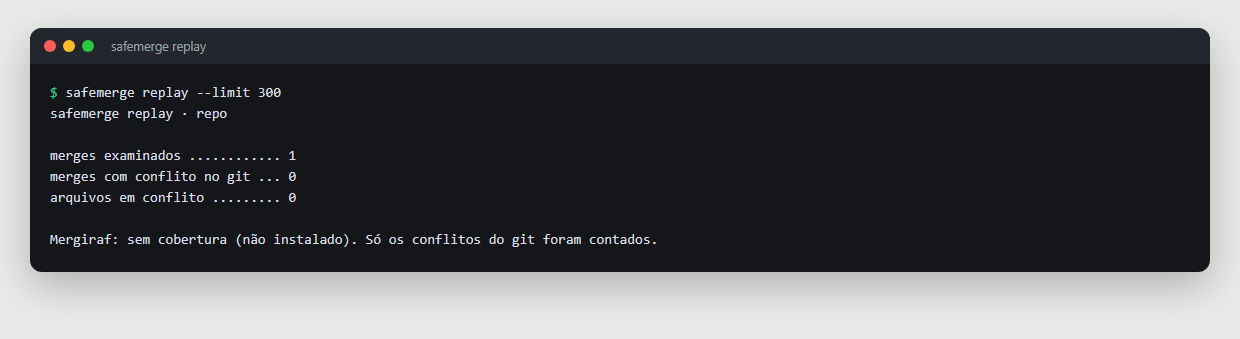 safemerge replay
$ safemerge replay --limit 300
safemerge replay · repo
merges examinados ............ 1
merges com conflito no git ... 0
arquivos em conflito ......... 0
Mergiraf: sem cobertura (não instalado). Só os conflitos do git foram contados.